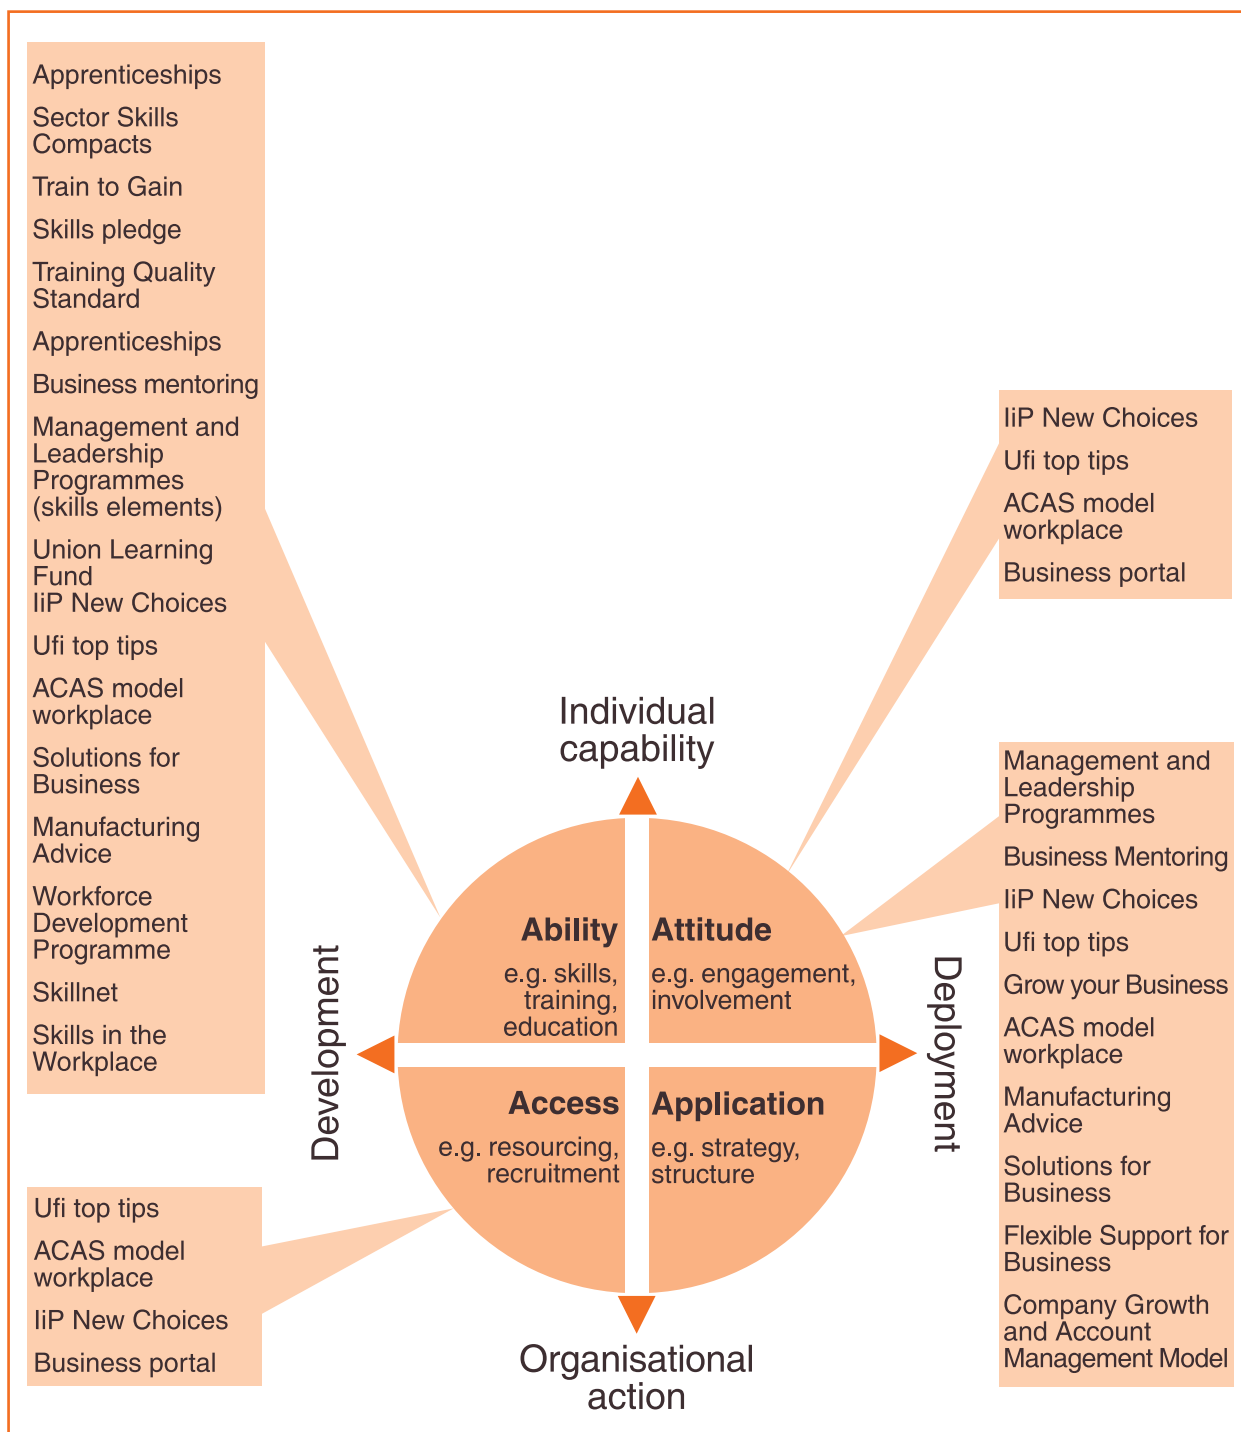 Apprenticeships
Sector Skills
Compacts
Train to Gain
Skills pledge
Training Quality
Standard
Apprenticeships
Business mentoring
Management and
Leadership
Programmes
(skills elements)
Union Learning
Fund
IiP New Choices
Ufi top tips
ACAS model
workplace
Solutions for
Business
Manufacturing
Advice
Workforce
Development
Programme
Skillnet
Skills in the
Workplace
IiP New Choices
Ufi top tips
ACAS model
workplace
Business portal
Individual
capability
Development
Ability
e.g. skills,
training,
education
Attitude
e.g. engagement,
involvement
Access
e.g. resourcing,
recruitment
Application
e.g. strategy,
structure
Deployment
Organisational
action
Management and
Leadership
Programmes
Business Mentoring
IiP New Choices
Ufi top tips
Grow your Business
ACAS model
workplace
Manufacturing
Advice
Solutions for
Business
Flexible Support for
Business
Company Growth
and Account
Management Model
Ufi top tips
ACAS model
workplace
IiP New Choices
Business portal